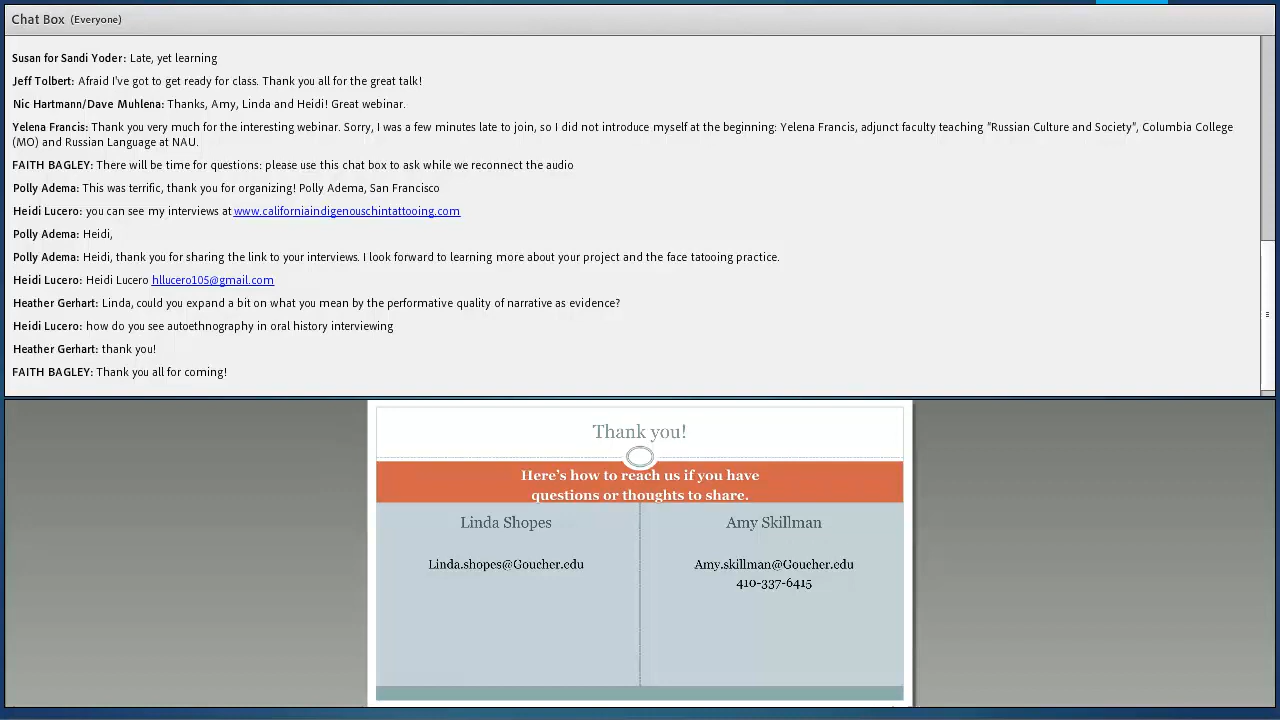 Chat Box (Everyone)
Susan for Sandi Yoder: Late, yet learning
Jeff Tolbert: Afraid I've got to get ready for class. Thank you all for the great talk!
Nic Hartmann/Dave Muhlena: Thanks, Amy, Linda and Heidi! Great webinar.
Yelena Francis: Thank you very much for the interesting webinar. Sorry, I was a few minutes late to join, so I did not introduce myself at the beginning: Yelena Francis, adjunct faculty teaching "Russian Culture and Society", Columbia College
(MO) and Russian Language at NAU.
FAITH BAGLEY: There will be time for questions: please use this chat box to ask while we reconnect the audio
Polly Adema: This was terrific, thank you for organizing! Polly Adema, San Francisco
Heidi Lucero: you can see my interviews at www.californiaindigenouschintattooing.com
Polly Adema: Heidi,
Polly Adema: Heidi, thank you for sharing the link to your interviews. I look forward to learning more about your project and the face tatooing practice.
Heidi Lucero: Heidi Lucero hllucero105@gmail.com
Heather Gerhart: Linda, could you expand a bit on what you mean by the performative quality of narrative as evidence?
Heidi Lucero: how do you see autoethnography in oral history interviewing
Heather Gerhart: thank you!
FAITH BAGLEY: Thank you all for coming!
Thank you!
Here's how to reach us if you have
questions or thoughts to share.
Linda Shopes
Linda.shopes@Goucher.edu
Amy Skillman
Amy.skillman@Goucher.edu
410-337-6415